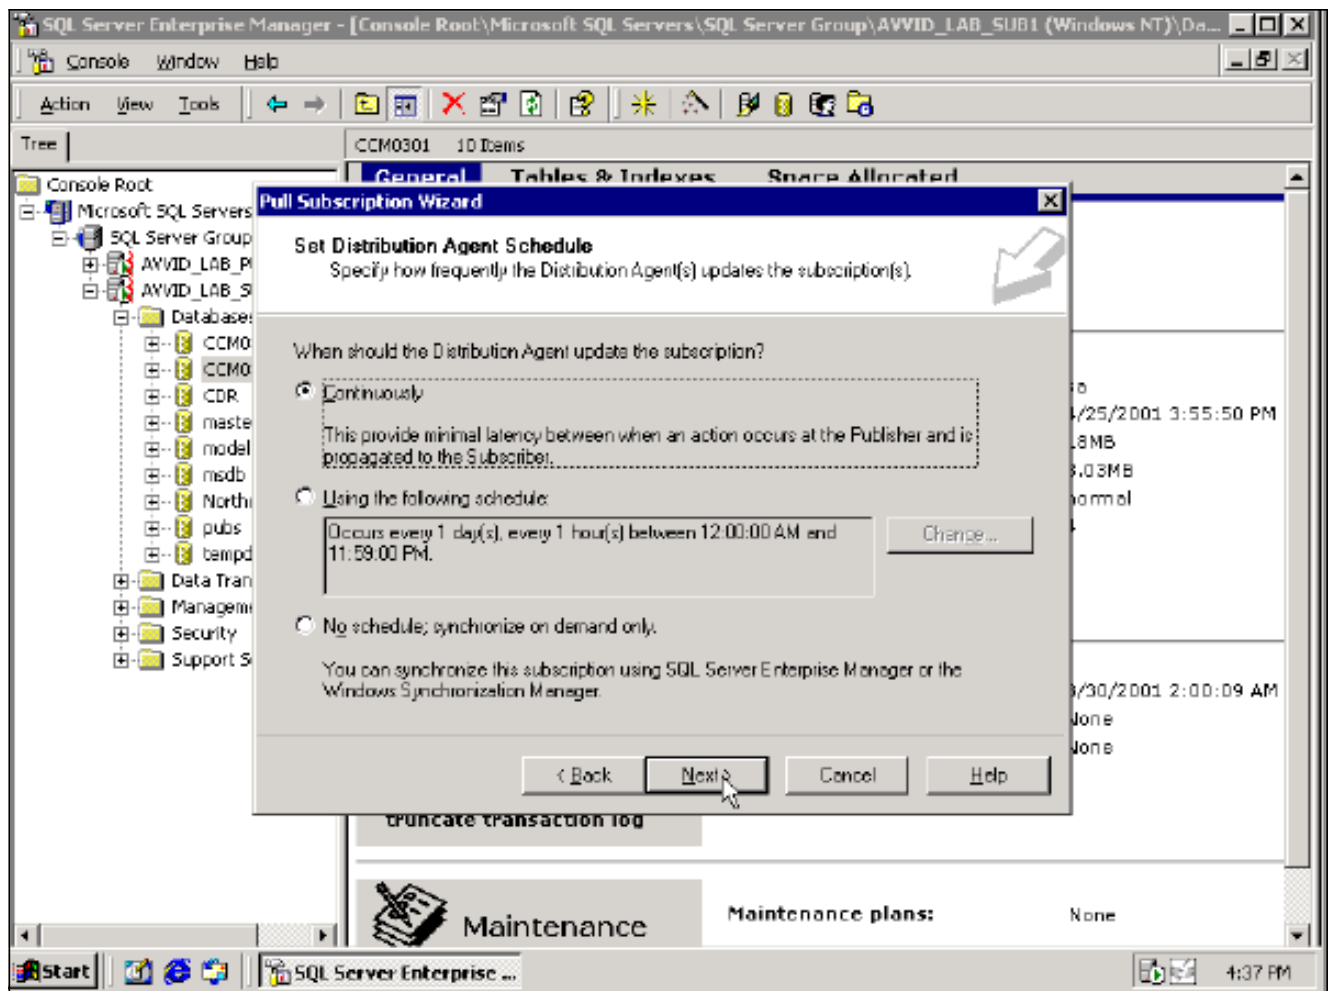 SQL Server Enterprise Manager - [Console Root\Microsoft SQL Servers\SQL Server Group\AVVID_LAB_SUB1 (Windows NT)\Da...
Console Window Help
Action View Tools
Tree
CCM0301 10 Items
General Tables & Indexes Space Allocated
Console Root
Microsoft SQL Servers
SQL Server Group
AVVID_LAB_P
AVVID_LAB_S
Databases
CCM0
CCM0
CDR
maste
model
msdb
North
pubs
tempd
Data Tran
Managem
Security
Support S
Pull Subscription Wizard
Set Distribution Agent Schedule
Specify how frequently the Distribution Agent(s) updates the subscription(s).
When should the Distribution Agent update the subscription?
Continuously
This provide minimal latency between when an action occurs at the Publisher and is
propagated to the Subscriber.
Using the following schedule:
Occurs every 1 day(s), every 1 hour(s) between 12:00:00 AM and
11:59:00 PM.
Change...
No schedule; synchronize on demand only.
You can synchronize this subscription using SQL Server Enterprise Manager or the
Windows Synchronization Manager.
< Back Next > Cancel Help
/25/2001 3:55:50 PM
8MB
.03MB
ormal
/30/2001 2:00:09 AM
None
None
truncate transaction log
Maintenance
Maintenance plans: None
Start
SQL Server Enterprise ...
4:37 PM